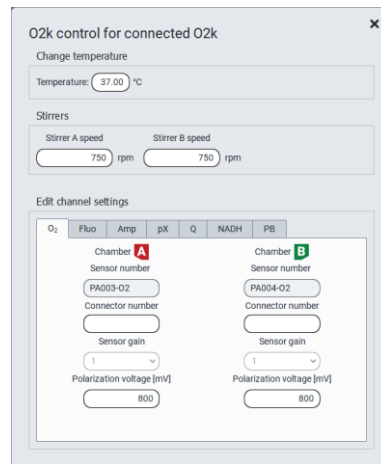 O2k control for connected O2k
×
Change temperature
Temperature: 37.00 °C
Stirrers
Stirrer A speed Stirrer B speed
750 rpm 750 rpm
Edit channel settings
O₂ Fluo Amp pX Q NADH PB
Chamber A Chamber B
Sensor number Sensor number
PA003-O2 PA004-O2
Connector number Connector number
Sensor gain Sensor gain
1 1
Polarization voltage [mV] Polarization voltage [mV]
800 800